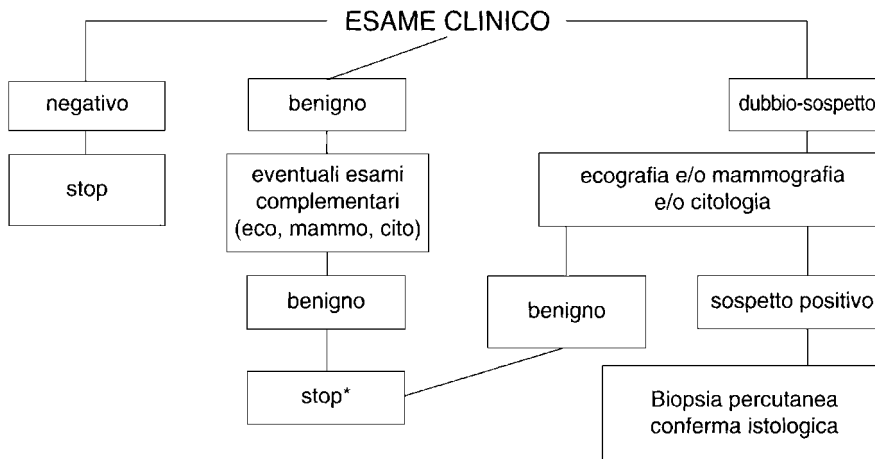 ESAME CLINICO
negativo
benigno
dubbio-sospetto
stop
eventuali esami
complementari
(eco, mammo, cito)
ecografia e/o mammografia
e/o citologia
benigno
benigno
sospetto positivo
stop*
Biopsia percutanea
conferma istologica